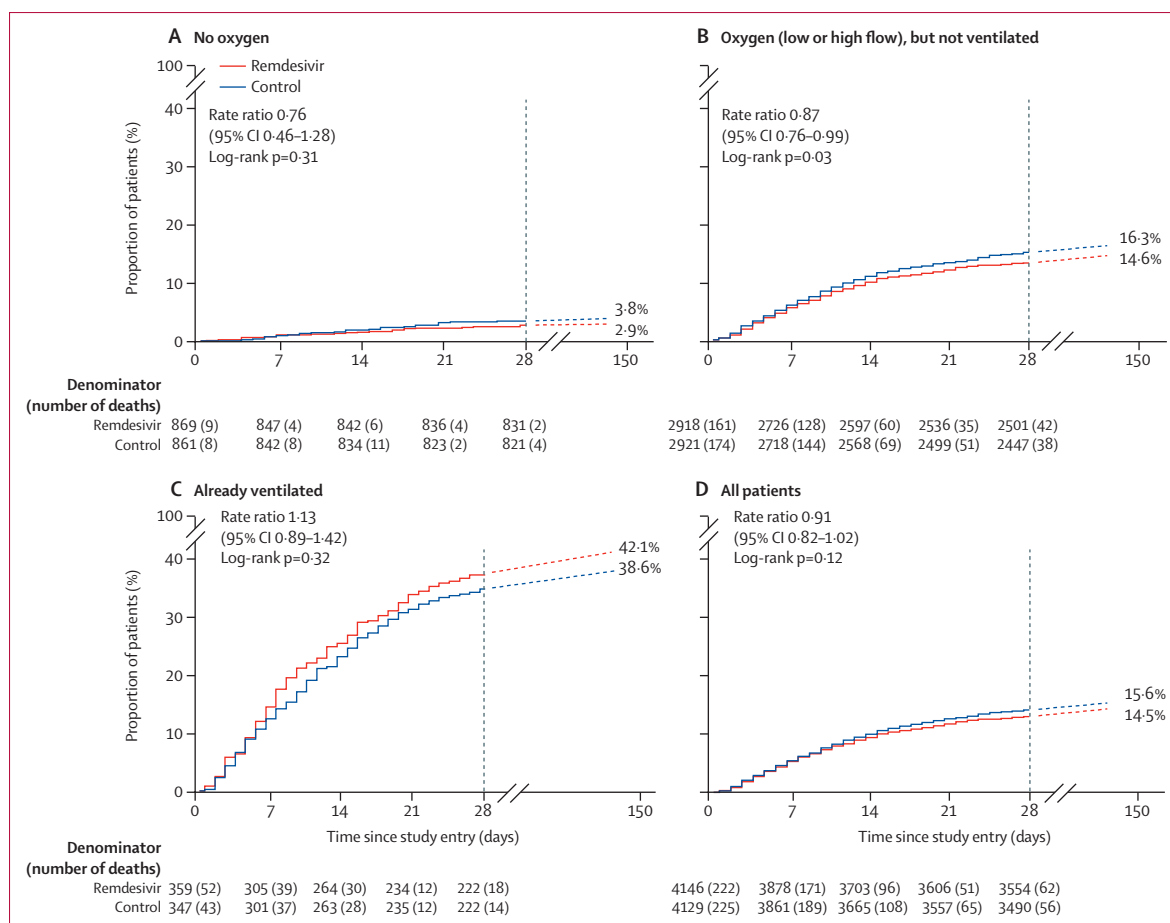 A No oxygen
100
Remdesivir
Control
Rate ratio 0·76
(95% CI 0·46–1·28)
Log-rank p=0·31
40
30
20
10
0
Proportion of patients (%)
3·8%
2·9%
0 7 14 21 28 150
B Oxygen (low or high flow), but not ventilated
100
Rate ratio 0·87
(95% CI 0·76–0·99)
Log-rank p=0·03
40
30
20
10
0
16·3%
14·6%
0 7 14 21 28 150
Denominator
(number of deaths)
Remdesivir 869 (9) 847 (4) 842 (6) 836 (4) 831 (2) 2918 (161) 2726 (128) 2597 (60) 2536 (35) 2501 (42)
Control 861 (8) 842 (8) 834 (11) 823 (2) 821 (4) 2921 (174) 2718 (144) 2568 (69) 2499 (51) 2447 (38)
C Already ventilated
100
Rate ratio 1·13
(95% CI 0·89–1·42)
Log-rank p=0·32
40
30
20
10
0
Proportion of patients (%)
42·1%
38·6%
0 7 14 21 28 150
Time since study entry (days)
D All patients
100
Rate ratio 0·91
(95% CI 0·82–1·02)
Log-rank p=0·12
40
30
20
10
0
15·6%
14·5%
0 7 14 21 28 150
Time since study entry (days)
Denominator
(number of deaths)
Remdesivir 359 (52) 305 (39) 264 (30) 234 (12) 222 (18) 4146 (222) 3878 (171) 3703 (96) 3606 (51) 3554 (62)
Control 347 (43) 301 (37) 263 (28) 235 (12) 222 (14) 4129 (225) 3861 (189) 3665 (108) 3557 (65) 3490 (56)